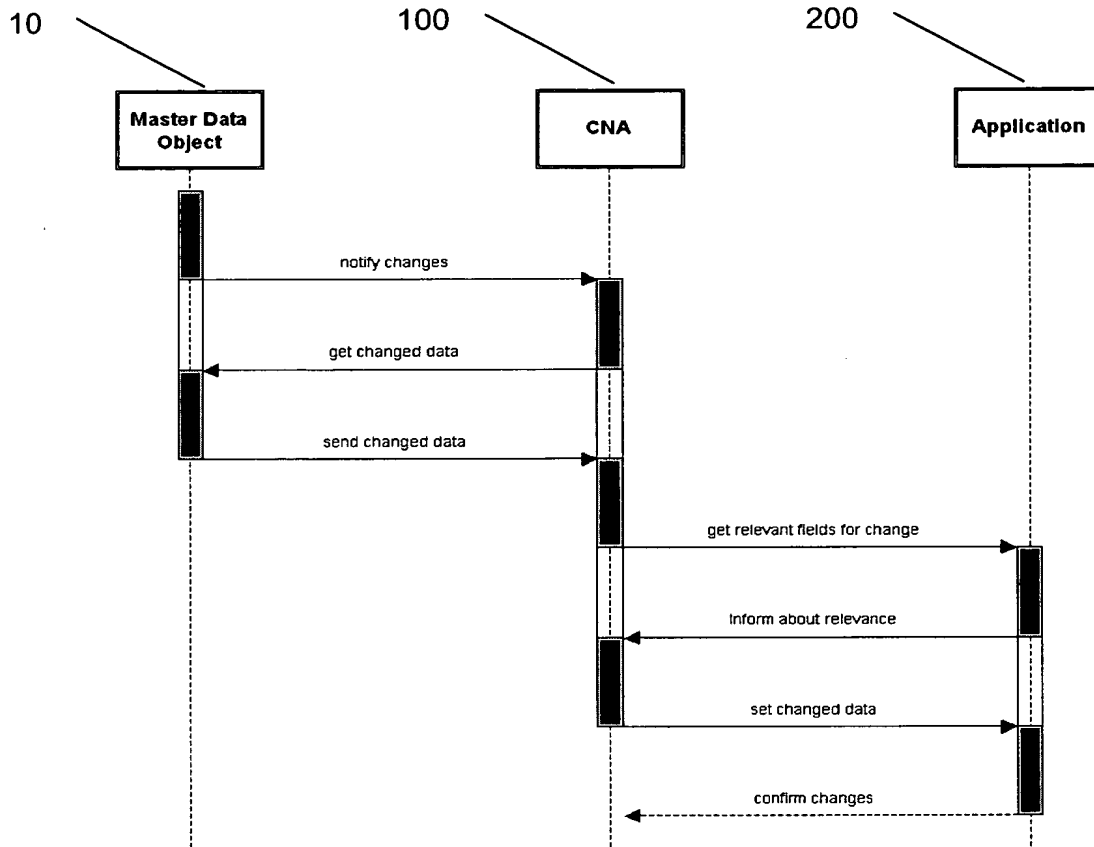 10
100
200
Master Data
Object
CNA
Application
notify changes
get changed data
send changed data
get relevant fields for change
Inform about relevance
set changed data
confirm changes